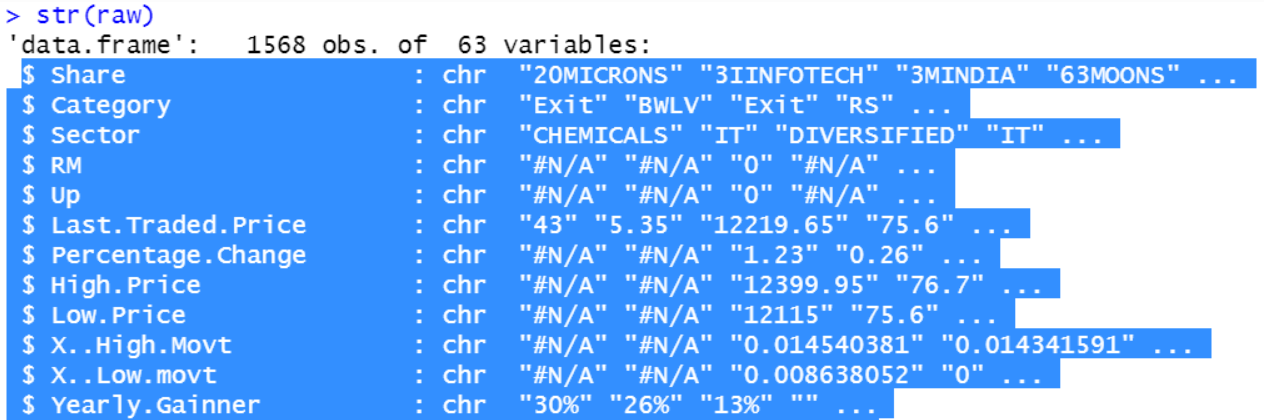 > str(raw)
'data.frame':   1568 obs. of  63 variables:
 $ Share                    : chr  "20MICRONS" "3IINFOTECH" "3MINDIA" "63MOONS" ...
 $ Category                 : chr  "Exit" "BWLV" "Exit" "RS" ...
 $ Sector                   : chr  "CHEMICALS" "IT" "DIVERSIFIED" "IT" ...
 $ RM                       : chr  "#N/A" "#N/A" "0" "#N/A" ...
 $ Up                       : chr  "#N/A" "#N/A" "0" "#N/A" ...
 $ Last.Traded.Price        : chr  "43" "5.35" "12219.65" "75.6" ...
 $ Percentage.Change        : chr  "#N/A" "#N/A" "1.23" "0.26" ...
 $ High.Price               : chr  "#N/A" "#N/A" "12399.95" "76.7" ...
 $ Low.Price                : chr  "#N/A" "#N/A" "12115" "75.6" ...
 $ X..High.Movt             : chr  "#N/A" "#N/A" "0.014540381" "0.014341591" ...
 $ X..Low.movt              : chr  "#N/A" "#N/A" "0.008638052" "0" ...
 $ Yearly.Gainner           : chr  "30%" "26%" "13%" "" ...